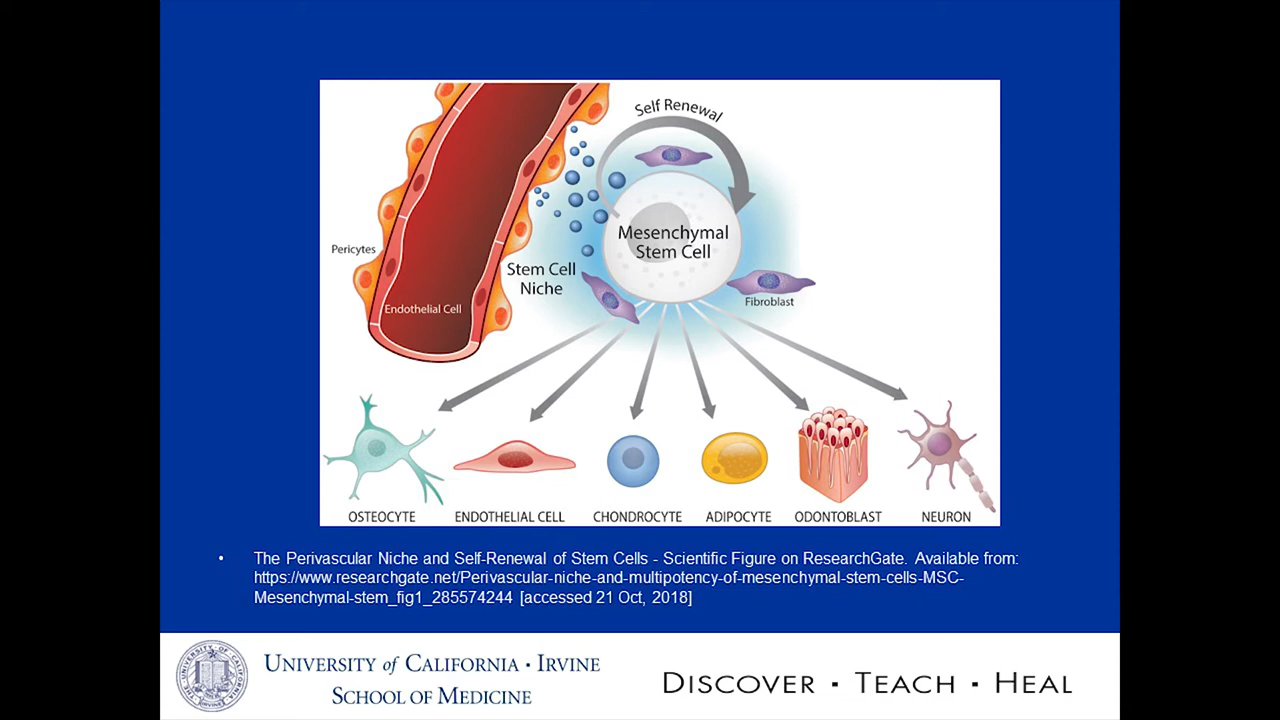 Self Renewal
Mesenchymal
Stem Cell
Pericytes
Stem Cell
Niche
Endothelial Cell
Fibroblast
OSTEOCYTE ENDOTHELIAL CELL CHONDROCYTE ADIPOCYTE ODONTOBLAST NEURON
• The Perivascular Niche and Self-Renewal of Stem Cells - Scientific Figure on ResearchGate. Available from:
https://www.researchgate.net/Perivascular-niche-and-multipotency-of-mesenchymal-stem-cells-MSC-
Mesenchymal-stem_fig1_285574244 [accessed 21 Oct, 2018]
UNIVERSITY of CALIFORNIA · IRVINE
SCHOOL OF MEDICINE
DISCOVER · TEACH · HEAL